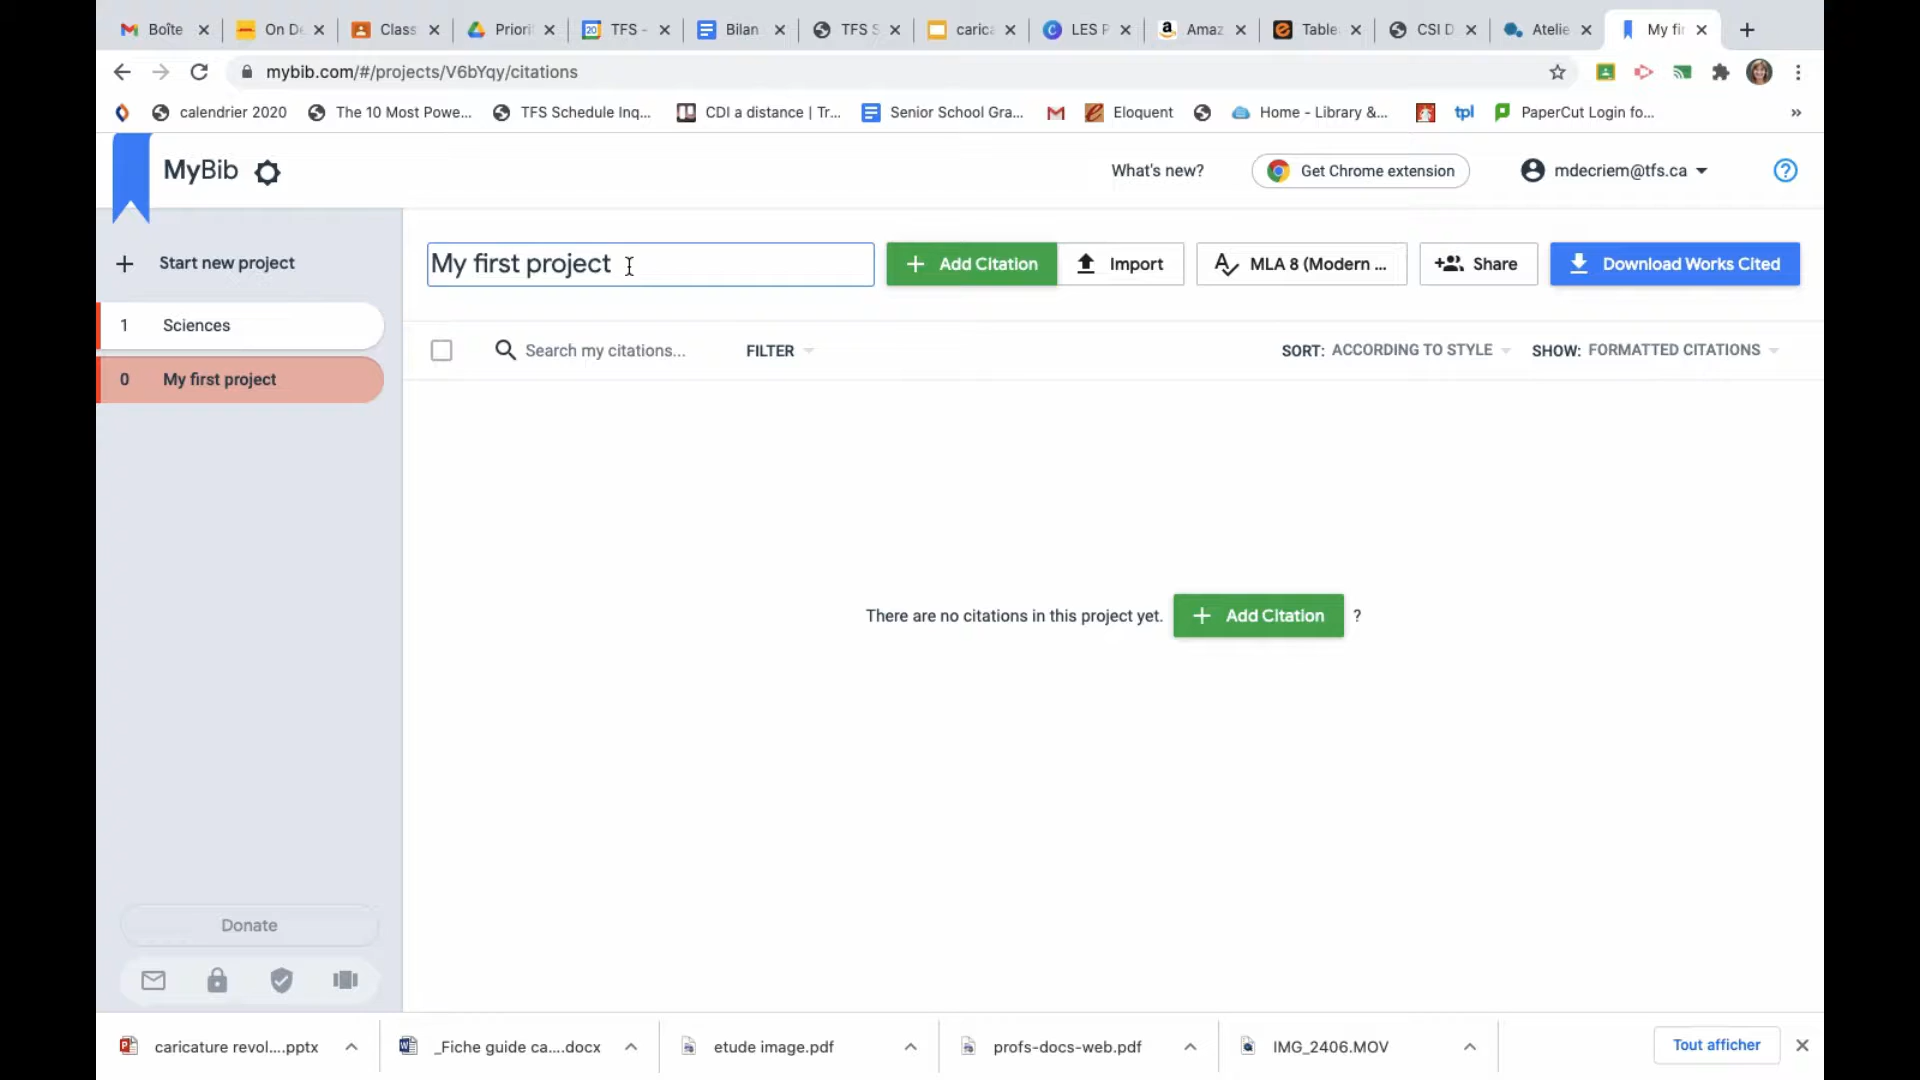 Boîte
On De
Class
Priori
TFS -
Bilan
TFS S
carica
LES P
Amaz
Table
CSI D
Atelie
My fir
mybib.com/#/projects/V6bYqy/citations
calendrier 2020
The 10 Most Powe...
TFS Schedule Inq...
CDI a distance | Tr...
Senior School Gra...
Eloquent
Home - Library &...
tpl
PaperCut Login fo...
»
MyBib
What's new?
Get Chrome extension
mdecriem@tfs.ca
?
+ Start new project
My first project
+ Add Citation
Import
MLA 8 (Modern ...
Share
Download Works Cited
1 Sciences
Search my citations...
FILTER
SORT: ACCORDING TO STYLE
SHOW: FORMATTED CITATIONS
0 My first project
There are no citations in this project yet. + Add Citation ?
Donate
caricature revol....pptx
_Fiche guide ca....docx
etude image.pdf
profs-docs-web.pdf
IMG_2406.MOV
Tout afficher